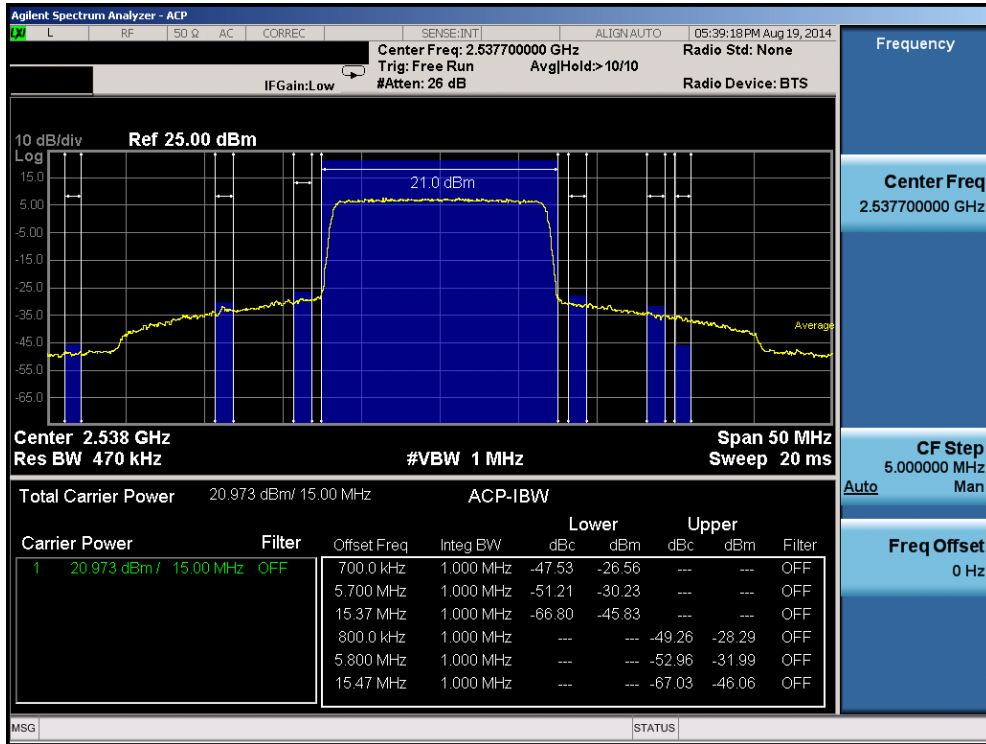 Agilent Spectrum Analyzer - ACP
LXI L RF 50 Ω AC CORREC SENSE:INT ALIGN AUTO 05:39:18 PM Aug 19, 2014
Center Freq: 2.537700000 GHz Radio Std: None
Trig: Free Run Avg|Hold:> 10/10
IFGain:Low #Atten: 26 dB Radio Device: BTS
10 dB/div Ref 25.00 dBm
Log
15.0
21.0 dBm
5.00
-5.00
-15.0
-25.0
-35.0
Average
-45.0
-55.0
-65.0
Center 2.538 GHz Span 50 MHz
Res BW 470 kHz #VBW 1 MHz Sweep 20 ms
Total Carrier Power 20.973 dBm/ 15.00 MHz ACP-IBW
Lower Upper
Carrier Power Filter Offset Freq Integ BW dBc dBm dBc dBm Filter
1 20.973 dBm / 15.00 MHz OFF 700.0 kHz 1.000 MHz -47.53 -26.56 --- --- OFF
5.700 MHz 1.000 MHz -51.21 -30.23 --- --- OFF
15.37 MHz 1.000 MHz -66.80 -45.83 --- --- OFF
800.0 kHz 1.000 MHz --- --- -49.26 -28.29 OFF
5.800 MHz 1.000 MHz --- --- -52.96 -31.99 OFF
15.47 MHz 1.000 MHz --- --- -67.03 -46.06 OFF
MSG STATUS
Frequency
Center Freq
2.537700000 GHz
CF Step
5.000000 MHz
Auto Man
Freq Offset
0 Hz